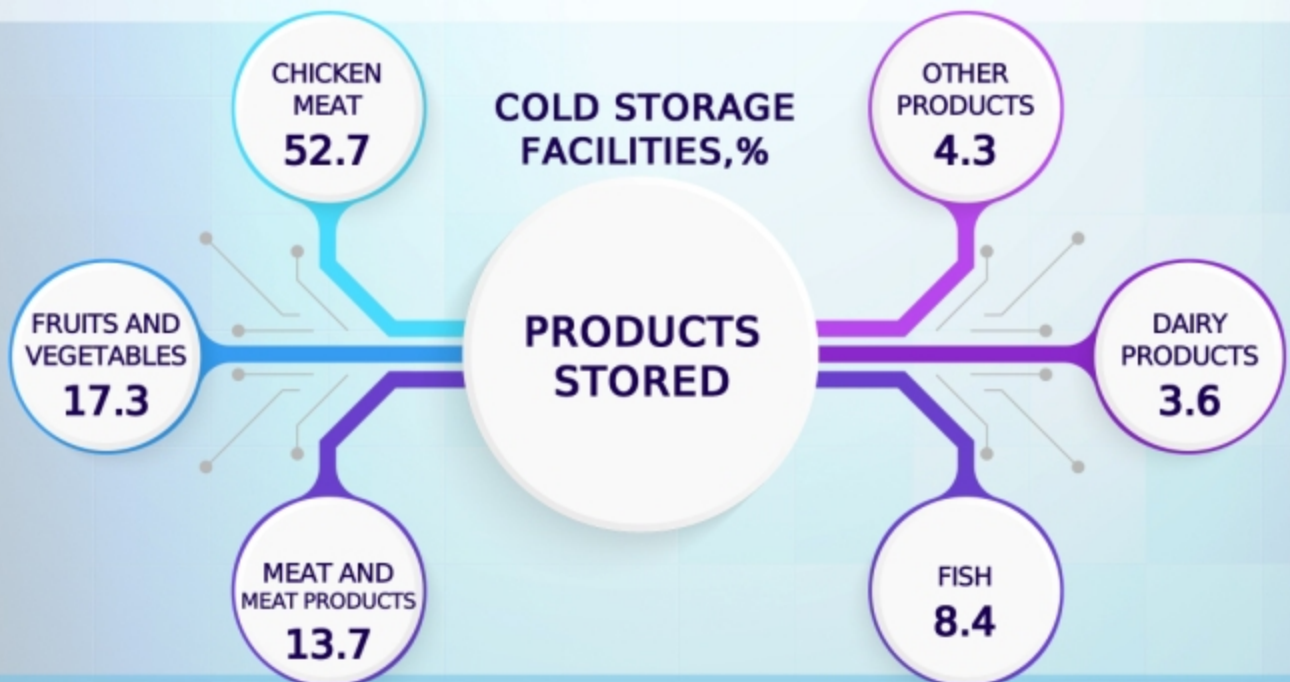 COLD STORAGE
FACILITIES,%
CHICKEN
MEAT
52.7
OTHER
PRODUCTS
4.3
FRUITS AND
VEGETABLES
17.3
PRODUCTS
STORED
DAIRY
PRODUCTS
3.6
MEAT AND
MEAT PRODUCTS
13.7
FISH
8.4